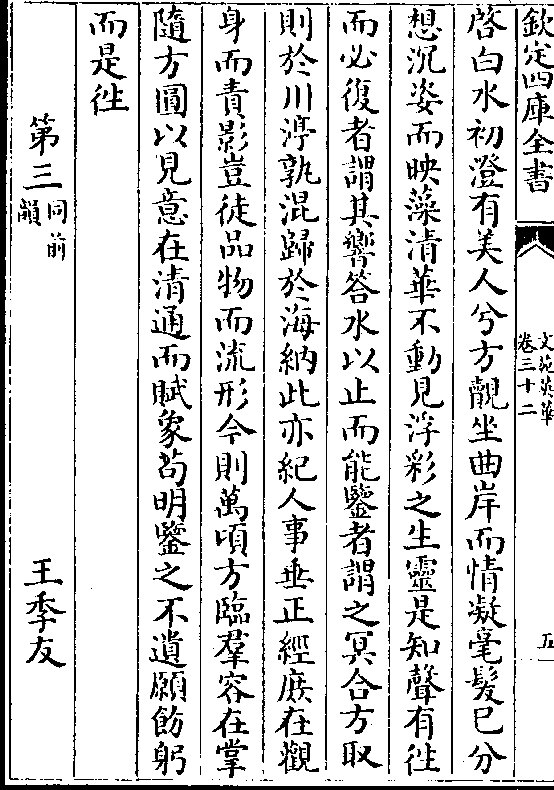 欽定四庫全書
文苑英華
卷三十二
五
啓白水初澄有美人兮方覯坐曲岸而情凝毫髮已分
想沉姿而映藻清華不動見浮彩之生靈是知聲有徃
而必復者謂其響答水以止而能鑒者謂之冥合方取
則於川渟孰混歸於海納此亦紀人事垂正經庻在觀
身而責影豈徒品物而流形今則萬頃方臨羣容在掌
隨方圓以見意在清通而賦象茍明鑒之不遺願飭躬
而是徃
第三同前韻 王季友